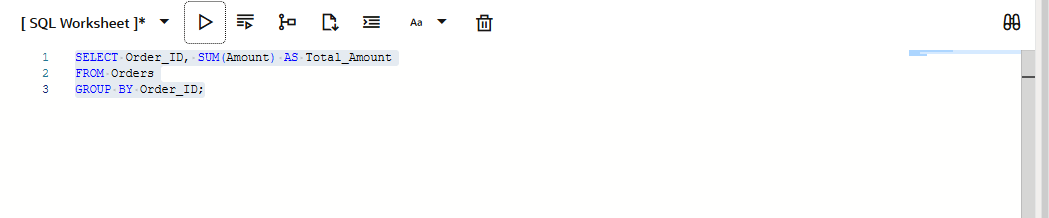 [ SQL Worksheet ]*
Aa
1 SELECT Order_ID, SUM(Amount) AS Total_Amount
2 FROM Orders
3 GROUP BY Order_ID;